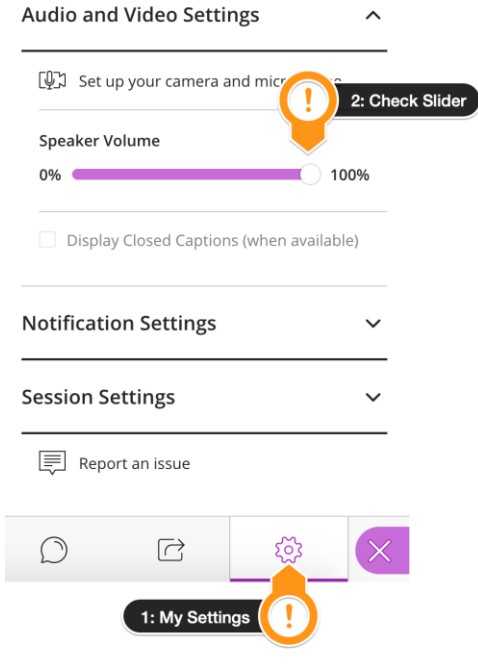 Audio and Video Settings
Set up your camera and micr
2: Check Slider
Speaker Volume
0% 100%
Display Closed Captions (when available)
Notification Settings
Session Settings
Report an issue
1: My Settings